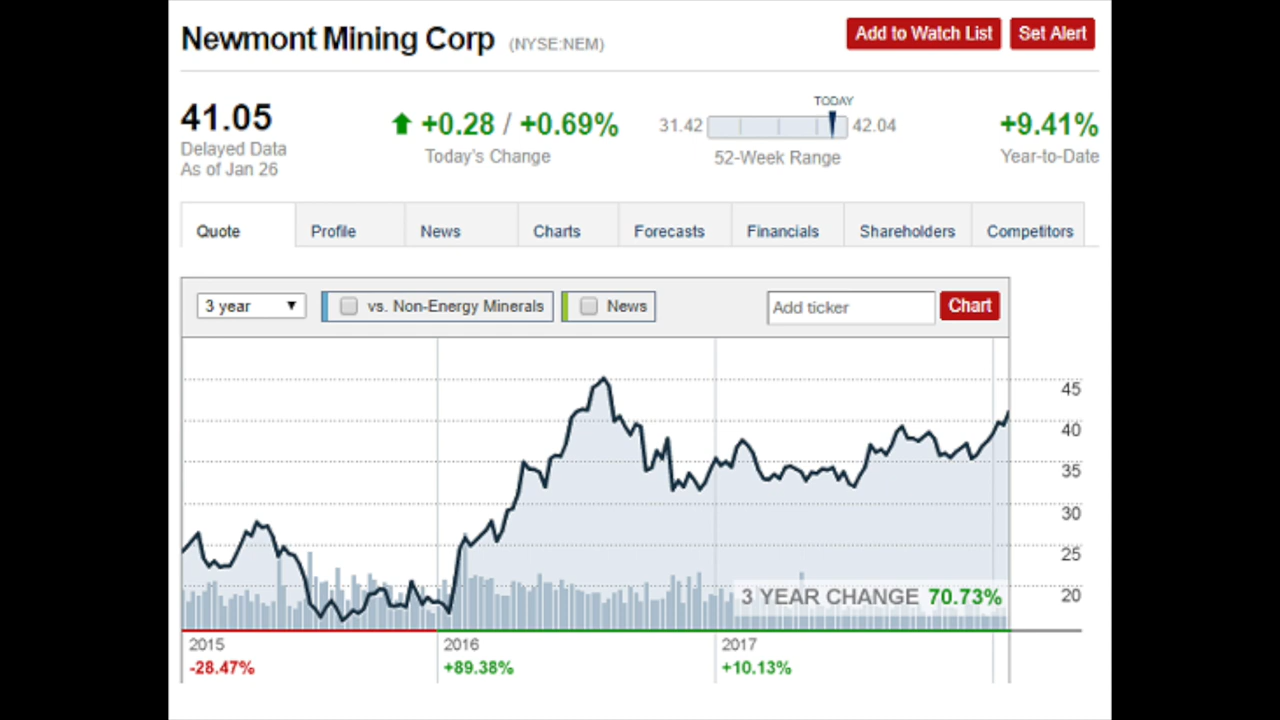 Newmont Mining Corp (NYSE:NEM)
Add to Watch List
Set Alert
41.05
Delayed Data
As of Jan 26
+0.28 / +0.69%
Today's Change
TODAY
31.42
42.04
52-Week Range
+9.41%
Year-to-Date
Quote
Profile
News
Charts
Forecasts
Financials
Shareholders
Competitors
3 year
vs. Non-Energy Minerals
News
Add ticker
Chart
45
40
35
30
25
20
3 YEAR CHANGE 70.73%
2015
2016
2017
-28.47%
+89.38%
+10.13%